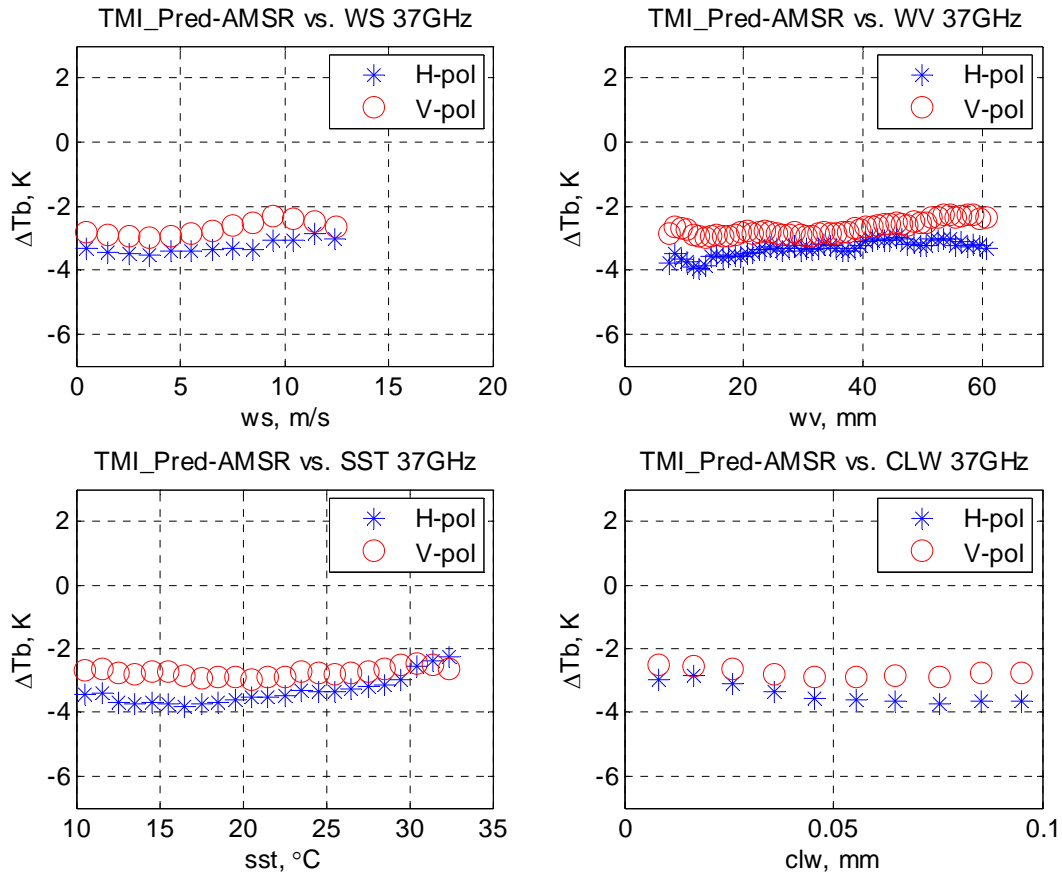 TMI_Pred-AMSR vs. WS 37GHz
H-pol
V-pol
2
0
-2
-4
-6
ΔTb, K
0
5
10
15
20
ws, m/s
TMI_Pred-AMSR vs. WV 37GHz
H-pol
V-pol
2
0
-2
-4
-6
ΔTb, K
0
20
40
60
wv, mm
TMI_Pred-AMSR vs. SST 37GHz
H-pol
V-pol
2
0
-2
-4
-6
ΔTb, K
10
15
20
25
30
35
sst, °C
TMI_Pred-AMSR vs. CLW 37GHz
H-pol
V-pol
2
0
-2
-4
-6
ΔTb, K
0
0.05
0.1
clw, mm